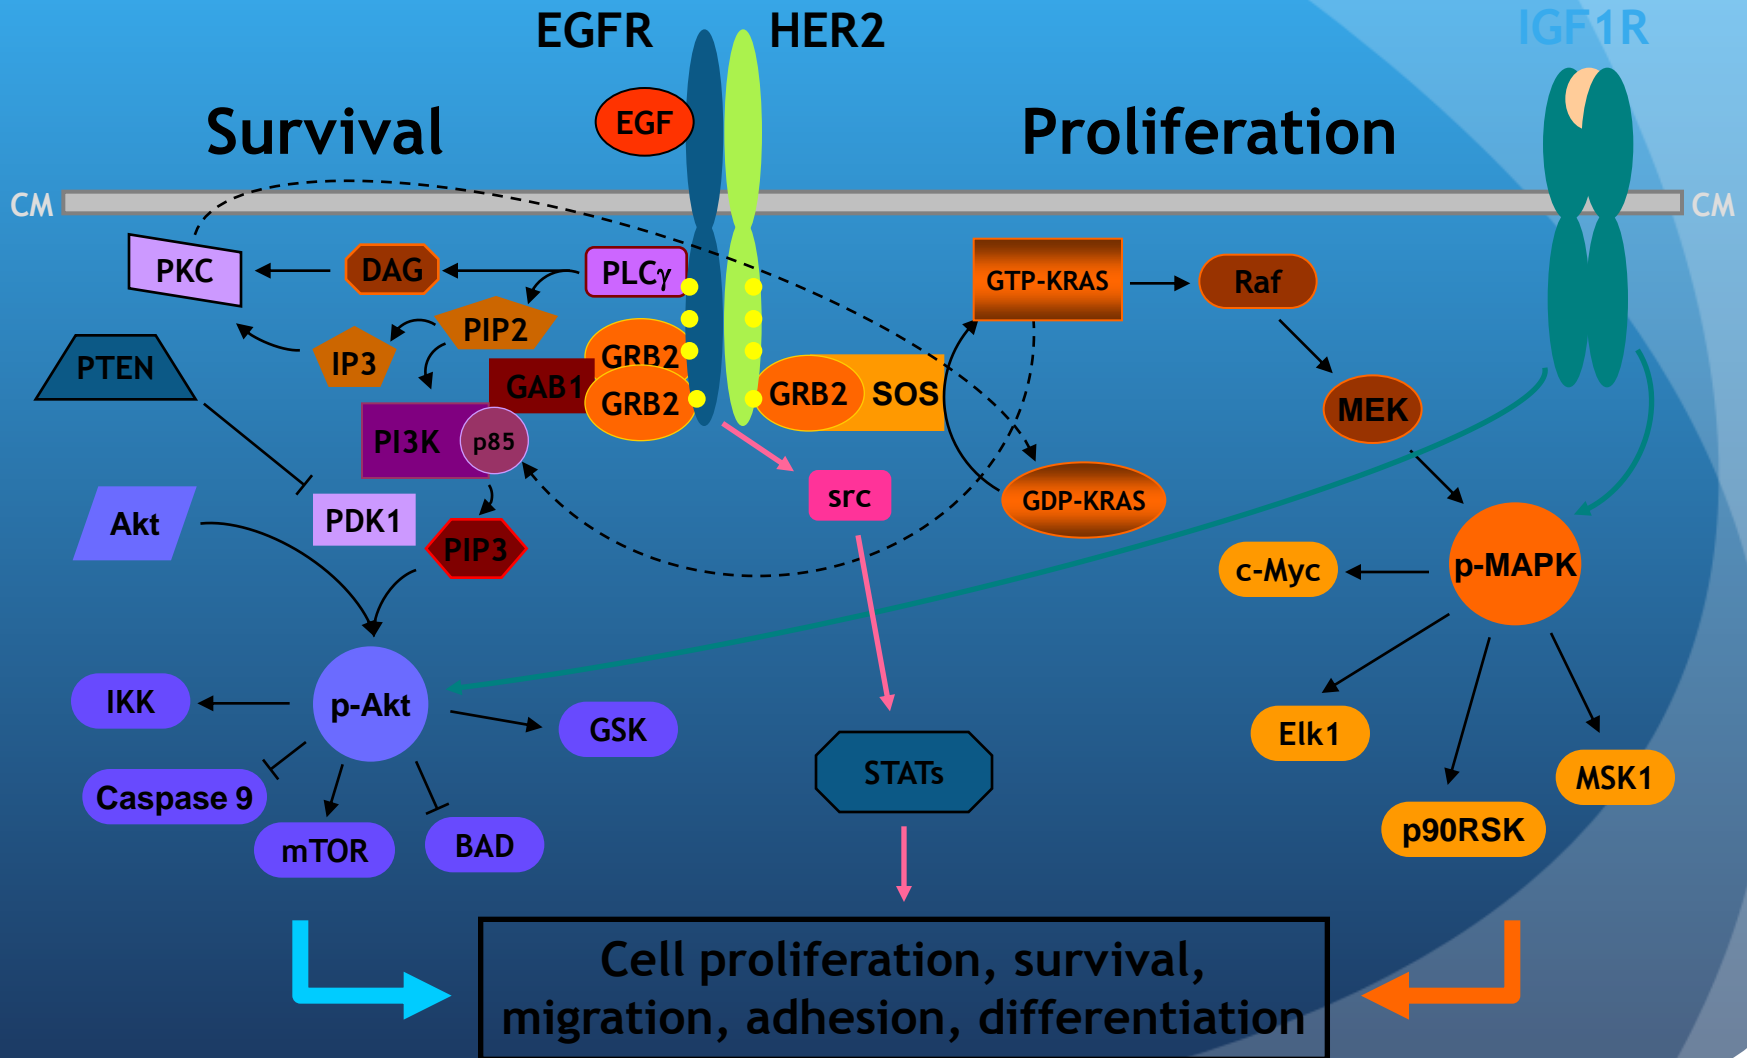 EGFR
HER2
IGF1R
EGF
Survival
Proliferation
CM
CM
PKC
DAG
PLCγ
GTP-KRAS
Raf
PIP2
IP3
PTEN
GRB2
GAB1
GRB2
GRB2
SOS
MEK
PI3K
p85
src
GDP-KRAS
Akt
PDK1
PIP3
c-Myc
p-MAPK
IKK
p-Akt
GSK
Elk1
STATs
MSK1
Caspase 9
mTOR
BAD
p90RSK
Cell proliferation, survival,
migration, adhesion, differentiation